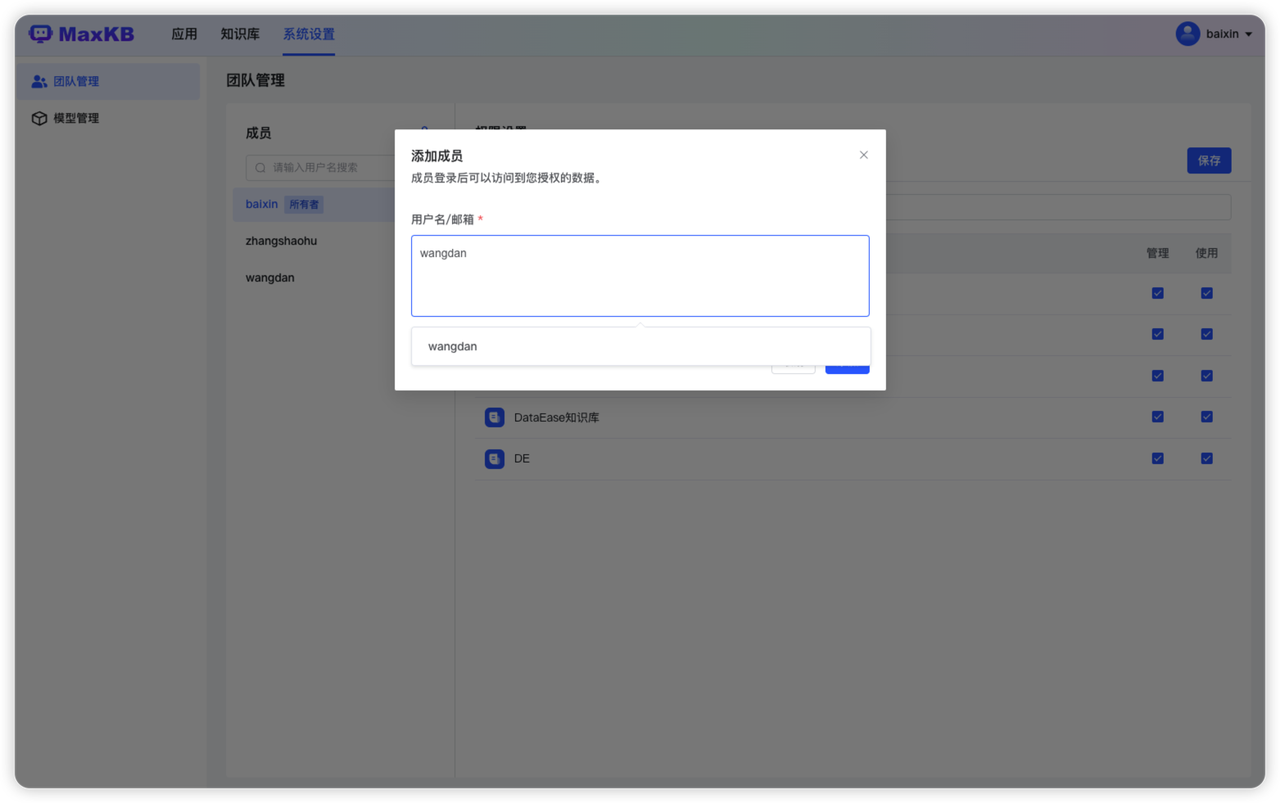 MaxKB 应用 知识库 系统设置 baixin
团队管理
模型管理
团队管理
成员
请输入用户名搜索
baixin 所有者
zhangshaohu
wangdan
权限设置
保存
管理 使用
DataEase知识库
DE
添加成员
成员登录后可以访问到您授权的数据。
用户名/邮箱 *
wangdan
wangdan